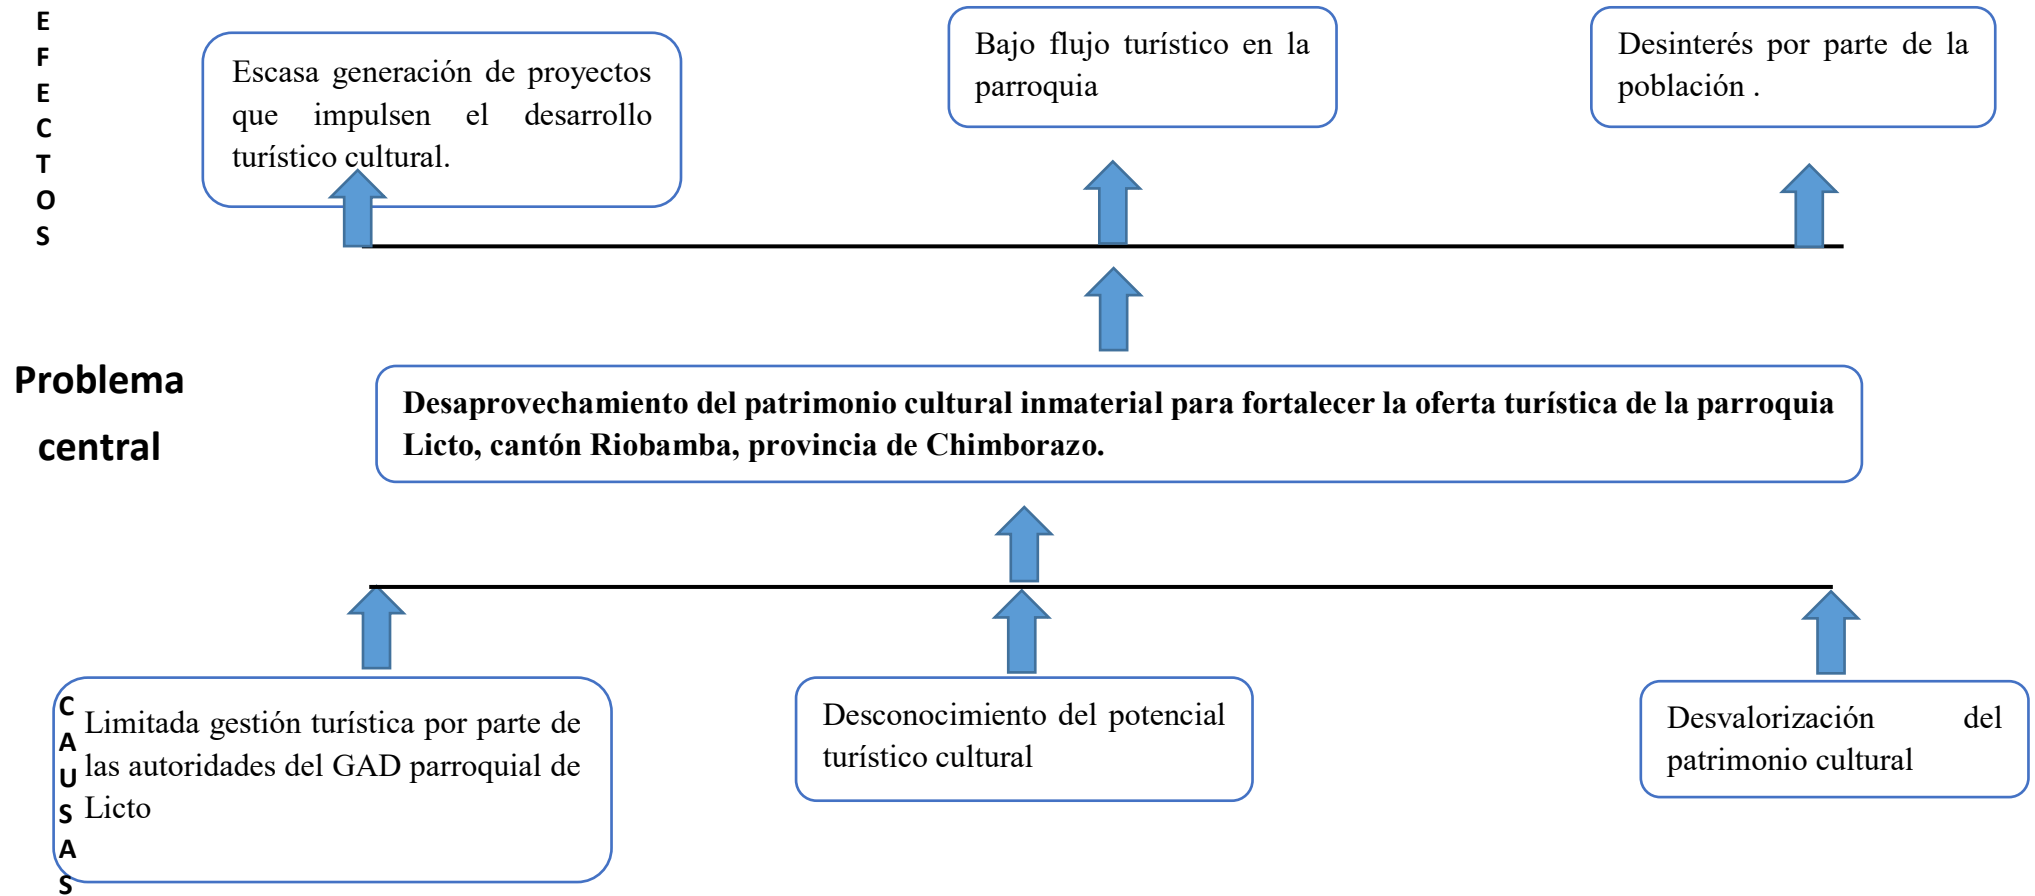 EFECTOS
Escasa generación de proyectos
que impulsen el desarrollo
turístico cultural.
Bajo flujo turístico en la
parroquia
Desinterés por parte de la
población .
Problema
central
Desaprovechamiento del patrimonio cultural inmaterial para fortalecer la oferta turística de la parroquia
Licto, cantón Riobamba, provincia de Chimborazo.
CAUSAS
Limitada gestión turística por parte de
las autoridades del GAD parroquial de
Licto
Desconocimiento del potencial
turístico cultural
Desvalorización del
patrimonio cultural